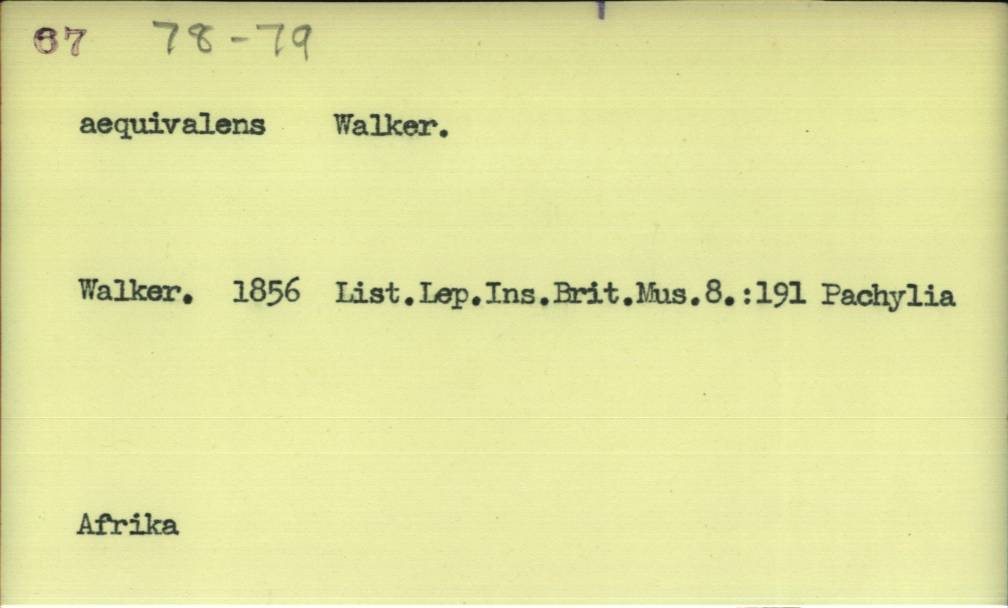 67 78-79
aequivalens Walker.
Walker. 1856 List.Lep.Ins.Brit.Mus.8.:191 Pachylia
Afrika